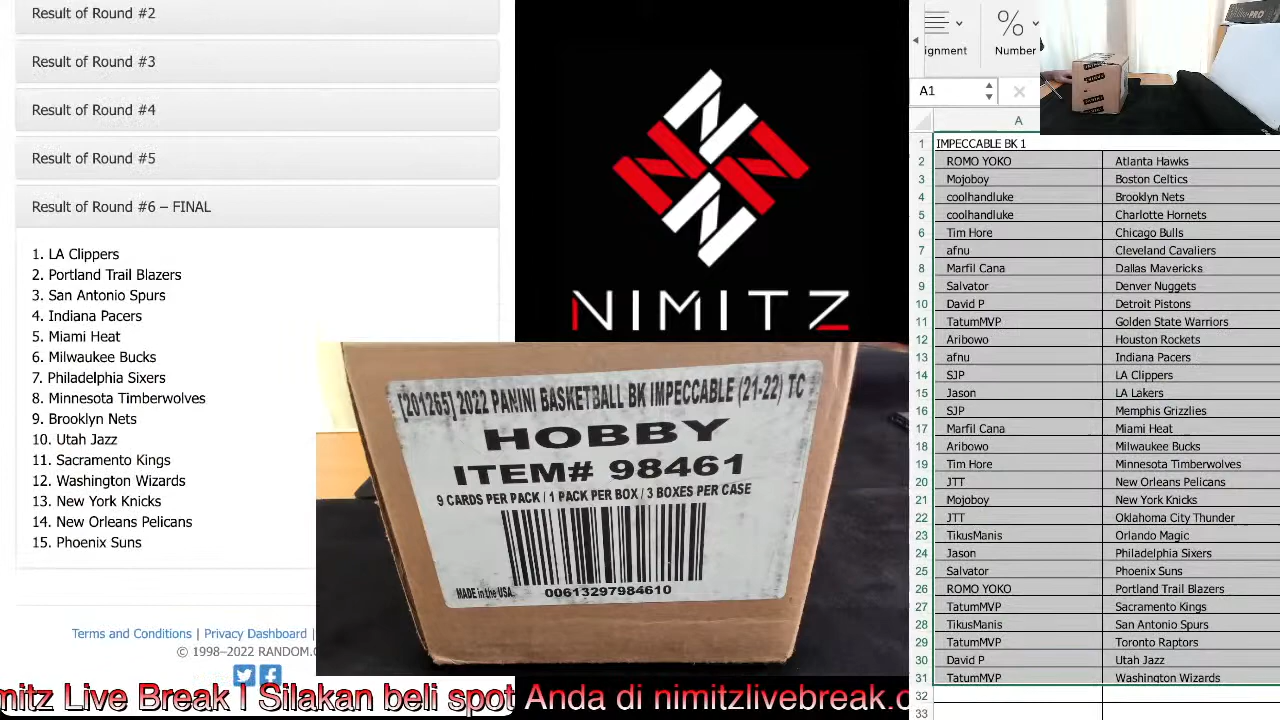 Result of Round #2
Result of Round #3
Result of Round #4
Result of Round #5
Result of Round #6 – FINAL
1. LA Clippers
2. Portland Trail Blazers
3. San Antonio Spurs
4. Indiana Pacers
5. Miami Heat
6. Milwaukee Bucks
7. Philadelphia Sixers
8. Minnesota Timberwolves
9. Brooklyn Nets
10. Utah Jazz
11. Sacramento Kings
12. Washington Wizards
13. New York Knicks
14. New Orleans Pelicans
15. Phoenix Suns
Terms and Conditions | Privacy Dashboard |
© 1998–2022 RANDOM.
NIMITZ
[201265] 2022 PANINI BASKETBALL BK IMPECCABLE (21-22) TC
HOBBY
ITEM# 98461
9 CARDS PER PACK / 1 PACK PER BOX / 3 BOXES PER CASE
MADE in the USA
00613297984610
mitz Live Break ! Silakan beli spot Anda di nimitzlivebreak.c
gnment
% Number
A1
A
1 IMPECCABLE BK 1
2 ROMO YOKO Atlanta Hawks
3 Mojoboy Boston Celtics
4 coolhandluke Brooklyn Nets
5 coolhandluke Charlotte Hornets
6 Tim Hore Chicago Bulls
7 afnu Cleveland Cavaliers
8 Marfil Cana Dallas Mavericks
9 Salvator Denver Nuggets
10 David P Detroit Pistons
11 TatumMVP Golden State Warriors
12 Aribowo Houston Rockets
13 afnu Indiana Pacers
14 SJP LA Clippers
15 Jason LA Lakers
16 SJP Memphis Grizzlies
17 Marfil Cana Miami Heat
18 Aribowo Milwaukee Bucks
19 Tim Hore Minnesota Timberwolves
20 JTT New Orleans Pelicans
21 Mojoboy New York Knicks
22 JTT Oklahoma City Thunder
23 TikusManis Orlando Magic
24 Jason Philadelphia Sixers
25 Salvator Phoenix Suns
26 ROMO YOKO Portland Trail Blazers
27 TatumMVP Sacramento Kings
28 TikusManis San Antonio Spurs
29 TatumMVP Toronto Raptors
30 David P Utah Jazz
31 TatumMVP Washington Wizards
32
33